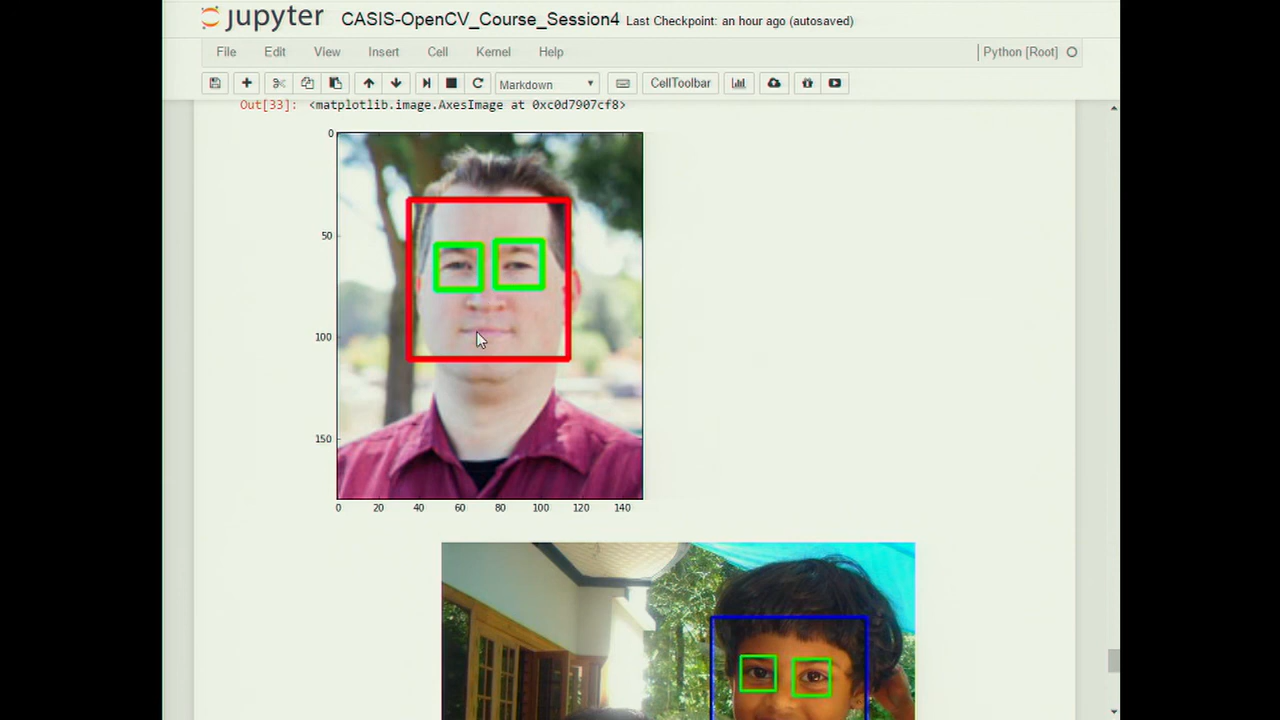 jupyter CASIS-OpenCV_Course_Session4 Last Checkpoint: an hour ago (autosaved)
File Edit View Insert Cell Kernel Help Python [Root]
Markdown CellToolbar
Out[33]: <matplotlib.image.AxesImage at 0xc0d7907cf8>
0
50
100
150
0 20 40 60 80 100 120 140